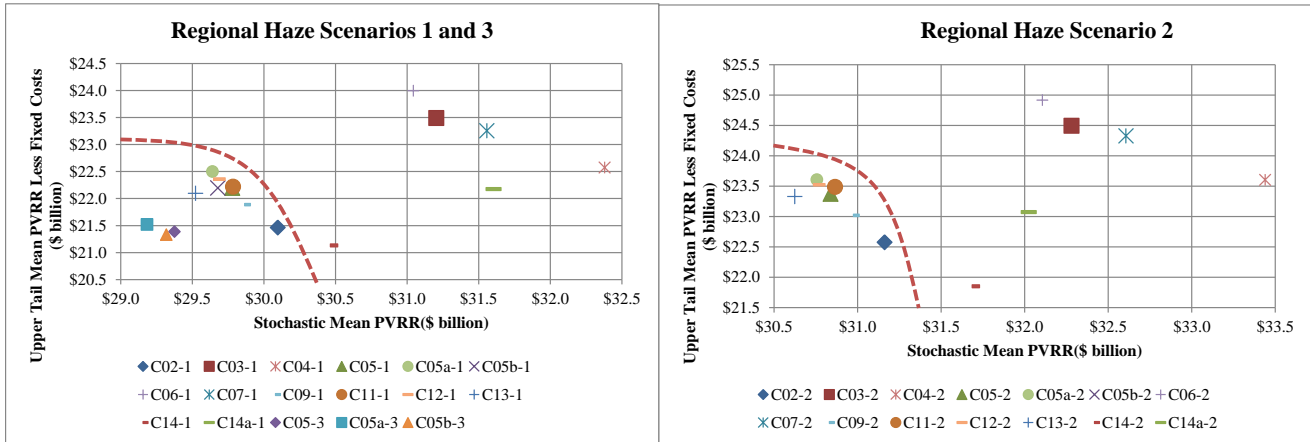 Regional Haze Scenarios 1 and 3
Upper Tail Mean PVRR Less Fixed Costs
($ billion)
$24.5
$24.0
$23.5
$23.0
$22.5
$22.0
$21.5
$21.0
$20.5
$29.0 $29.5 $30.0 $30.5 $31.0 $31.5 $32.0 $32.5
Stochastic Mean PVRR($ billion)
C02-1 C03-1 C04-1 C05-1 C05a-1 C05b-1
C06-1 C07-1 C09-1 C11-1 C12-1 C13-1
C14-1 C14a-1 C05-3 C05a-3 C05b-3
Regional Haze Scenario 2
Upper Tail Mean PVRR Less Fixed Costs
($ billion)
$25.5
$25.0
$24.5
$24.0
$23.5
$23.0
$22.5
$22.0
$21.5
$30.5 $31.0 $31.5 $32.0 $32.5 $33.0 $33.5
Stochastic Mean PVRR($ billion)
C02-2 C03-2 C04-2 C05-2 C05a-2 C05b-2 C06-2
C07-2 C09-2 C11-2 C12-2 C13-2 C14-2 C14a-2